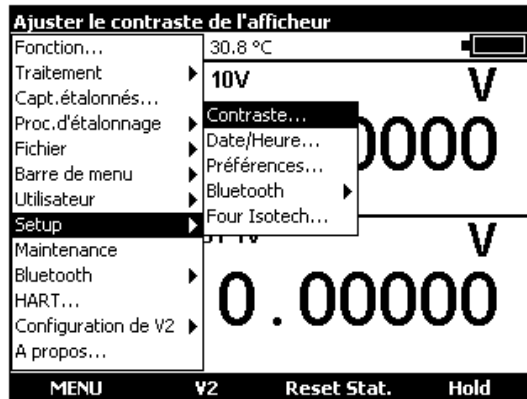 Ajuster le contraste de l'afficheur
Fonction...
Traitement
Capt.étalonnés...
Proc.d'étalonnage
Fichier
Barre de menu
Utilisateur
Setup
Maintenance
Bluetooth
HART...
Configuration de V2
A propos...
30.8 °C
10V
V
Contraste...
Date/Heure...
Préférences...
Bluetooth
Four Isotech...
0000
V
0.00000
MENU
V2
Reset Stat.
Hold